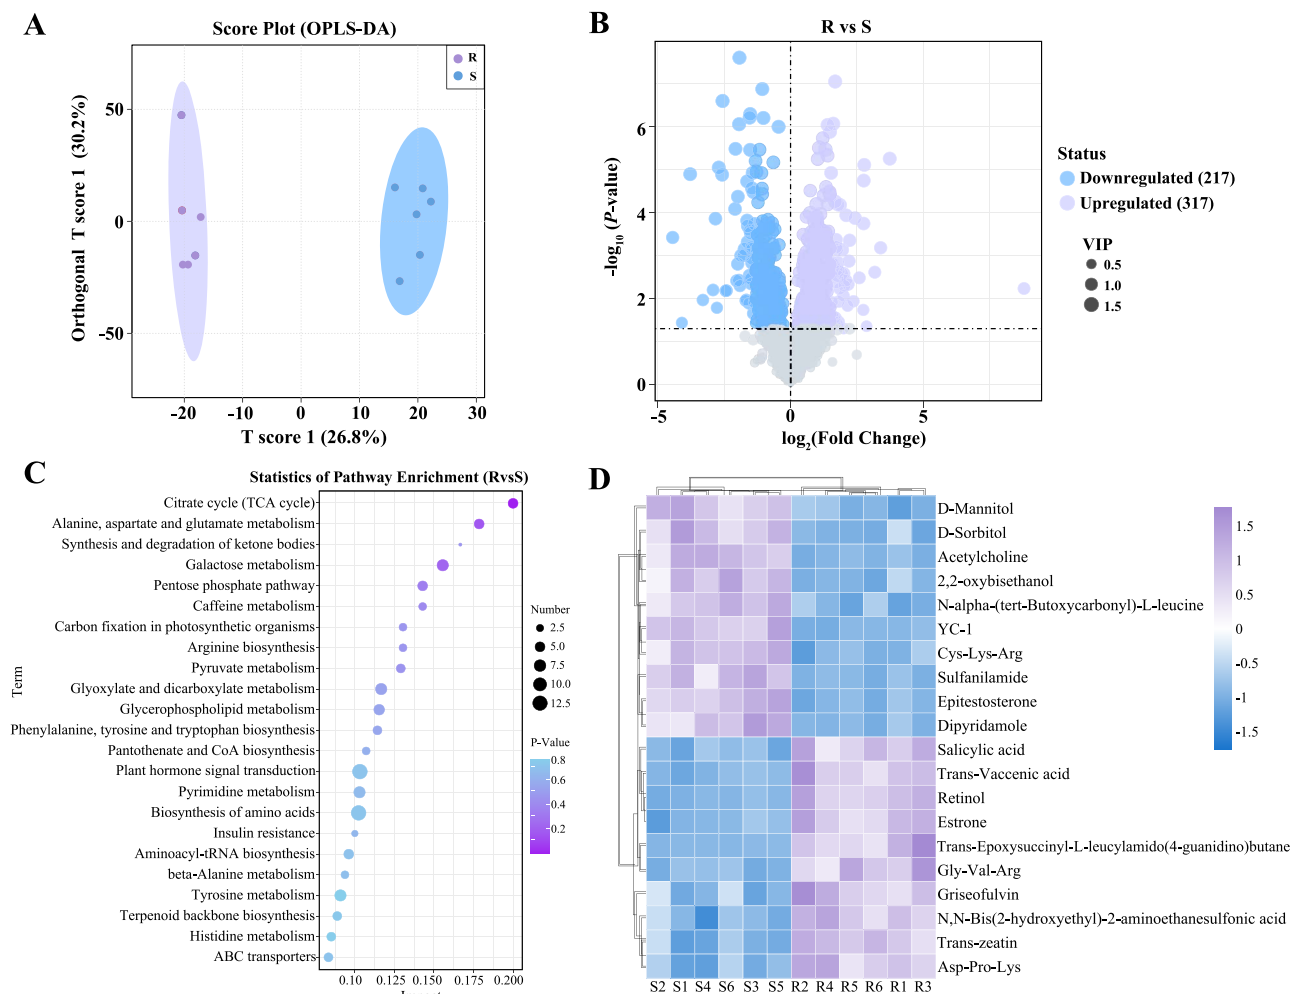 A
Score Plot (OPLS-DA)
R
S
50
0
-50
Orthogonal T score 1 (30.2%)
-20
-10
0
10
20
30
T score 1 (26.8%)
B
R vs S
6
4
2
0
-log10 (P-value)
-5
0
5
log2(Fold Change)
Status
Downregulated (217)
Upregulated (317)
VIP
0.5
1.0
1.5
C
Statistics of Pathway Enrichment (RvsS)
Term
Citrate cycle (TCA cycle)
Alanine, aspartate and glutamate metabolism
Synthesis and degradation of ketone bodies
Galactose metabolism
Pentose phosphate pathway
Caffeine metabolism
Carbon fixation in photosynthetic organisms
Arginine biosynthesis
Pyruvate metabolism
Glyoxylate and dicarboxylate metabolism
Glycerophospholipid metabolism
Phenylalanine, tyrosine and tryptophan biosynthesis
Pantothenate and CoA biosynthesis
Plant hormone signal transduction
Pyrimidine metabolism
Biosynthesis of amino acids
Insulin resistance
Aminoacyl-tRNA biosynthesis
beta-Alanine metabolism
Tyrosine metabolism
Terpenoid backbone biosynthesis
Histidine metabolism
ABC transporters
0.10
0.125
0.15
0.175
0.200
Number
2.5
5.0
7.5
10.0
12.5
P-Value
0.8
0.6
0.4
0.2
D
D-Mannitol
D-Sorbitol
Acetylcholine
2,2-oxybisethanol
N-alpha-(tert-Butoxycarbonyl)-L-leucine
YC-1
Cys-Lys-Arg
Sulfanilamide
Epitestosterone
Dipyridamole
Salicylic acid
Trans-Vaccenic acid
Retinol
Estrone
Trans-Epoxysuccinyl-L-leucylamido(4-guanidino)butane
Gly-Val-Arg
Griseofulvin
N,N-Bis(2-hydroxyethyl)-2-aminoethanesulfonic acid
Trans-zeatin
Asp-Pro-Lys
S2 S1 S4 S6 S3 S5 R2 R4 R5 R6 R1 R3
1.5
1
0.5
0
-0.5
-1
-1.5